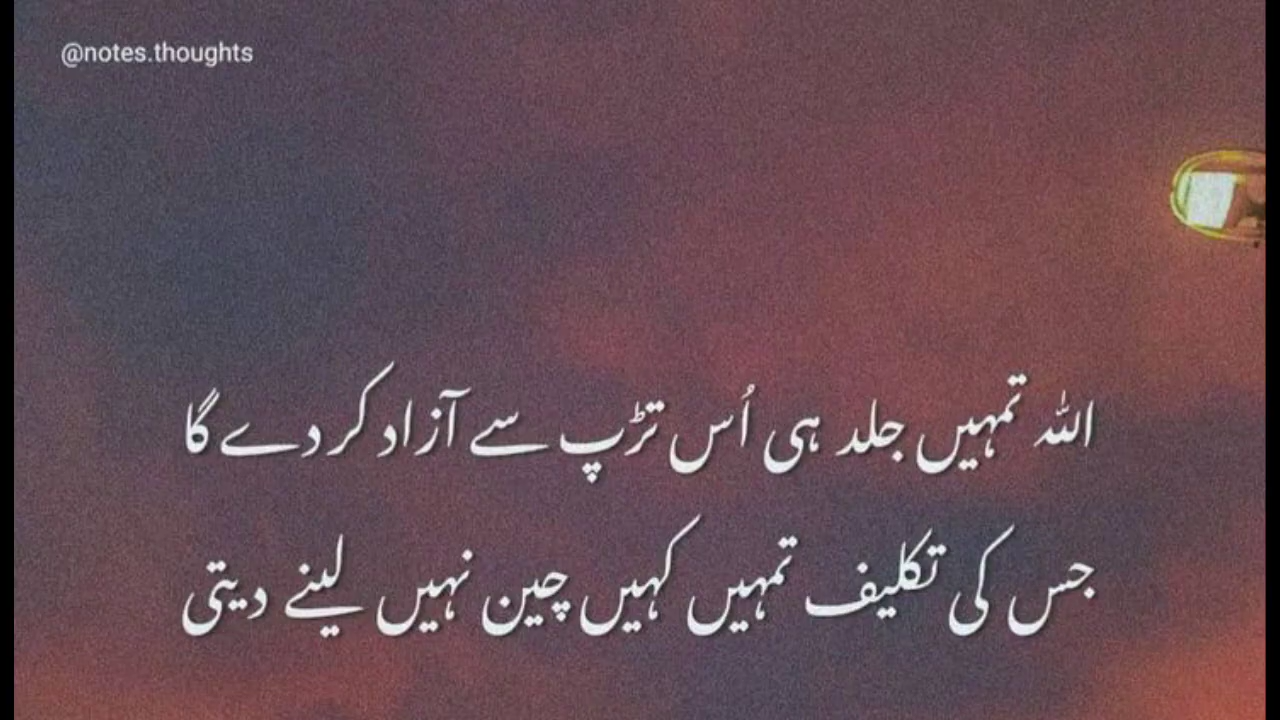 @notes.thoughts
اللہ تمہیں جلد ہی اُس تڑپ سے آزاد کر دے گا
جس کی تکلیف تمہیں کہیں چین نہیں لینے دیتی